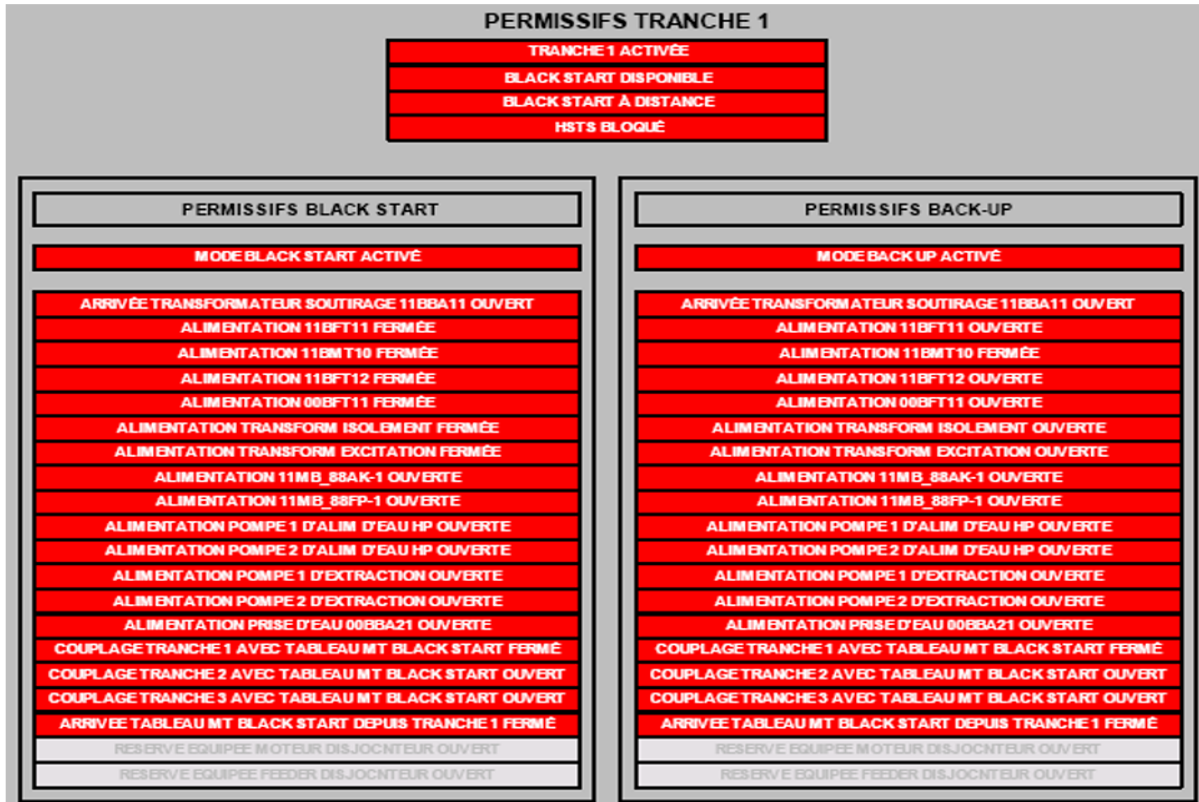 PERMISSIFS TRANCHE 1
TRANCHE 1 ACTIVÉE
BLACK START DISPONIBLE
BLACK START À DISTANCE
HSTS BLOQUÉ
PERMISSIFS BLACK START
MODE BLACK START ACTIVÉ
ARRIVÉE TRANSFORMATEUR SOUTIRAGE 11BBA11 OUVERT
ALIMENTATION 11BFT11 FERMÉE
ALIMENTATION 11BMT10 FERMÉE
ALIMENTATION 11BFT12 FERMÉE
ALIMENTATION 00BFT11 FERMÉE
ALIMENTATION TRANSFORM ISOLEMENT FERMÉE
ALIMENTATION TRANSFORM EXCITATION FERMÉE
ALIMENTATION 11MB_88AK-1 OUVERTE
ALIMENTATION 11MB_88FP-1 OUVERTE
ALIMENTATION POMPE 1 D'ALIM D'EAU HP OUVERTE
ALIMENTATION POMPE 2 D'ALIM D'EAU HP OUVERTE
ALIMENTATION POMPE 1 D'EXTRACTION OUVERTE
ALIMENTATION POMPE 2 D'EXTRACTION OUVERTE
ALIMENTATION PRISE D'EAU 00BBA21 OUVERTE
COUPLAGE TRANCHE 1 AVEC TABLEAU MT BLACK START FERMÉ
COUPLAGE TRANCHE 2 AVEC TABLEAU MT BLACK START OUVERT
COUPLAGE TRANCHE 3 AVEC TABLEAU MT BLACK START OUVERT
ARRIVEE TABLEAU MT BLACK START DEPUIS TRANCHE 1 FERMÉ
RESERVE EQUIPEE MOTEUR DISJOCNTEUR OUVERT
RESERVE EQUIPEE FEEDER DISJOCNTEUR OUVERT
PERMISSIFS BACK-UP
MODE BACK UP ACTIVÉ
ARRIVÉE TRANSFORMATEUR SOUTIRAGE 11BBA11 OUVERT
ALIMENTATION 11BFT11 OUVERTE
ALIMENTATION 11BMT10 FERMÉE
ALIMENTATION 11BFT12 OUVERTE
ALIMENTATION 00BFT11 OUVERTE
ALIMENTATION TRANSFORM ISOLEMENT OUVERTE
ALIMENTATION TRANSFORM EXCITATION OUVERTE
ALIMENTATION 11MB_88AK-1 OUVERTE
ALIMENTATION 11MB_88FP-1 OUVERTE
ALIMENTATION POMPE 1 D'ALIM D'EAU HP OUVERTE
ALIMENTATION POMPE 2 D'ALIM D'EAU HP OUVERTE
ALIMENTATION POMPE 1 D'EXTRACTION OUVERTE
ALIMENTATION POMPE 2 D'EXTRACTION OUVERTE
ALIMENTATION PRISE D'EAU 00BBA21 OUVERTE
COUPLAGE TRANCHE 1 AVEC TABLEAU MT BLACK START FERMÉ
COUPLAGE TRANCHE 2 AVEC TABLEAU MT BLACK START OUVERT
COUPLAGE TRANCHE 3 AVEC TABLEAU MT BLACK START OUVERT
ARRIVEE TABLEAU MT BLACK START DEPUIS TRANCHE 1 FERMÉ
RESERVE EQUIPEE MOTEUR DISJOCNTEUR OUVERT
RESERVE EQUIPEE FEEDER DISJOCNTEUR OUVERT